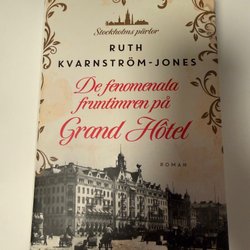 Stockholms pärlor
RUTH
KVARNSTRÖM-JONES
De fenomenala
fruntimren på
Grand Hôtel
ROMAN